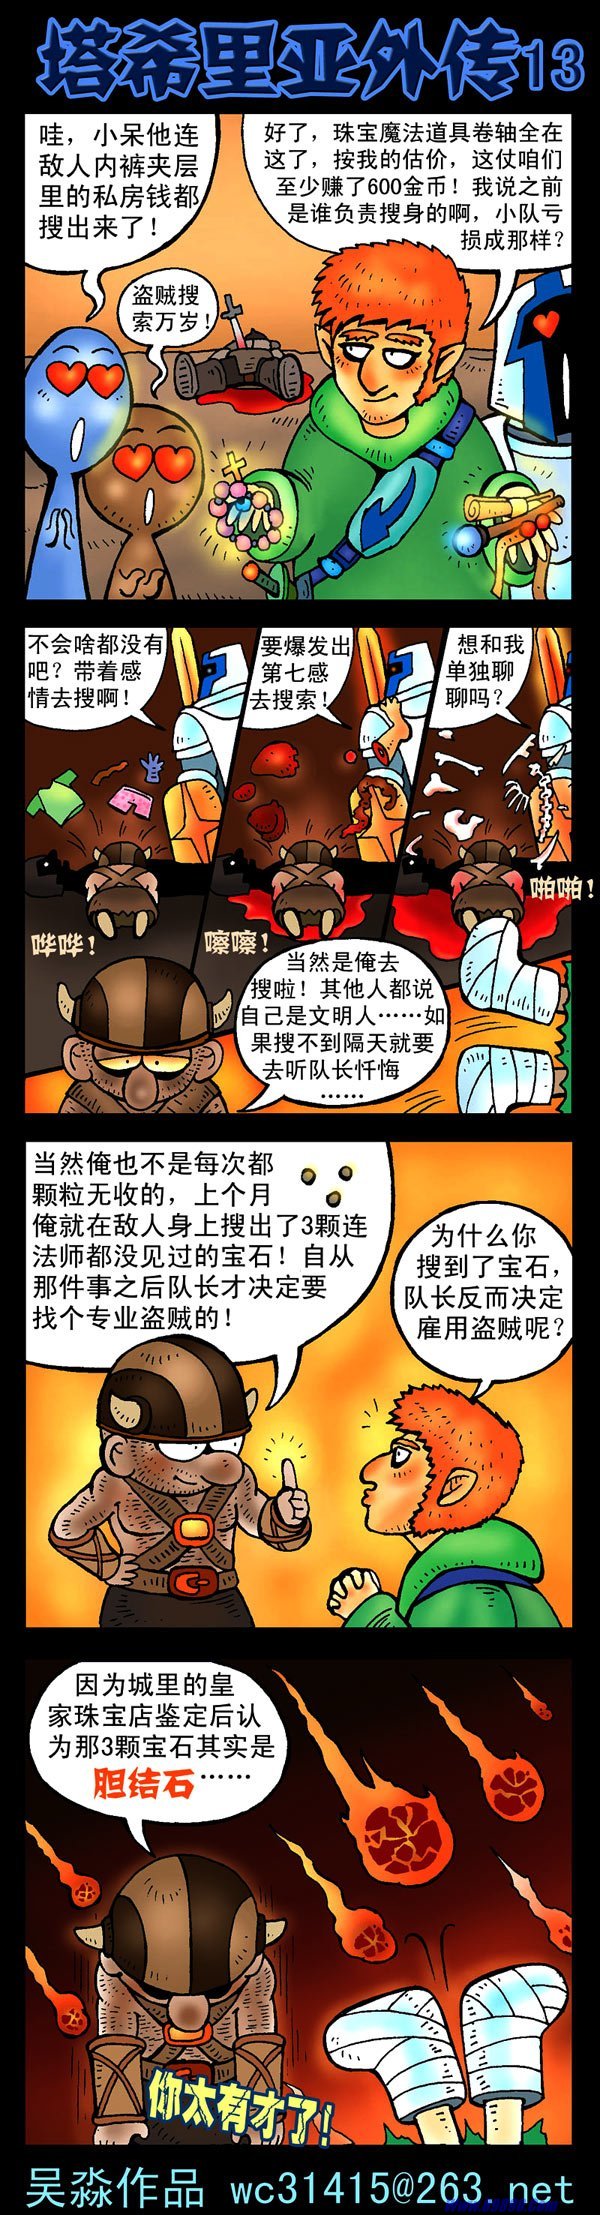 塔希里亚外传13
哇，小呆他连
敌人内裤夹层
里的私房钱都
搜出来了！
好了，珠宝魔法道具卷轴全在
这了，按我的估价，这仗咱们
至少赚了600金币！我说之前
是谁负责搜身的啊，小队亏
损成那样？
盗贼搜
索万岁！
不会啥都没有
吧？带着感
情去搜啊！
要爆发出
第七感
去搜索！
想和我
单独聊
聊吗？
哗哗！
嚓嚓！
啪啪！
当然是俺去
搜啦！其他人都说
自己是文明人……如
果搜不到隔天就要
去听队长忏悔
……
当然俺也不是每次都
颗粒无收的，上个月
俺就在敌人身上搜出了3颗连
法师都没见过的宝石！自从
那件事之后队长才决定要
找个专业盗贼的！
为什么你
搜到了宝石，
队长反而决定
雇用盗贼呢？
因为城里的皇
家珠宝店鉴定后认
为那3颗宝石其实是
胆结石……
你太有才了！
吴淼作品 wc31415@263.net